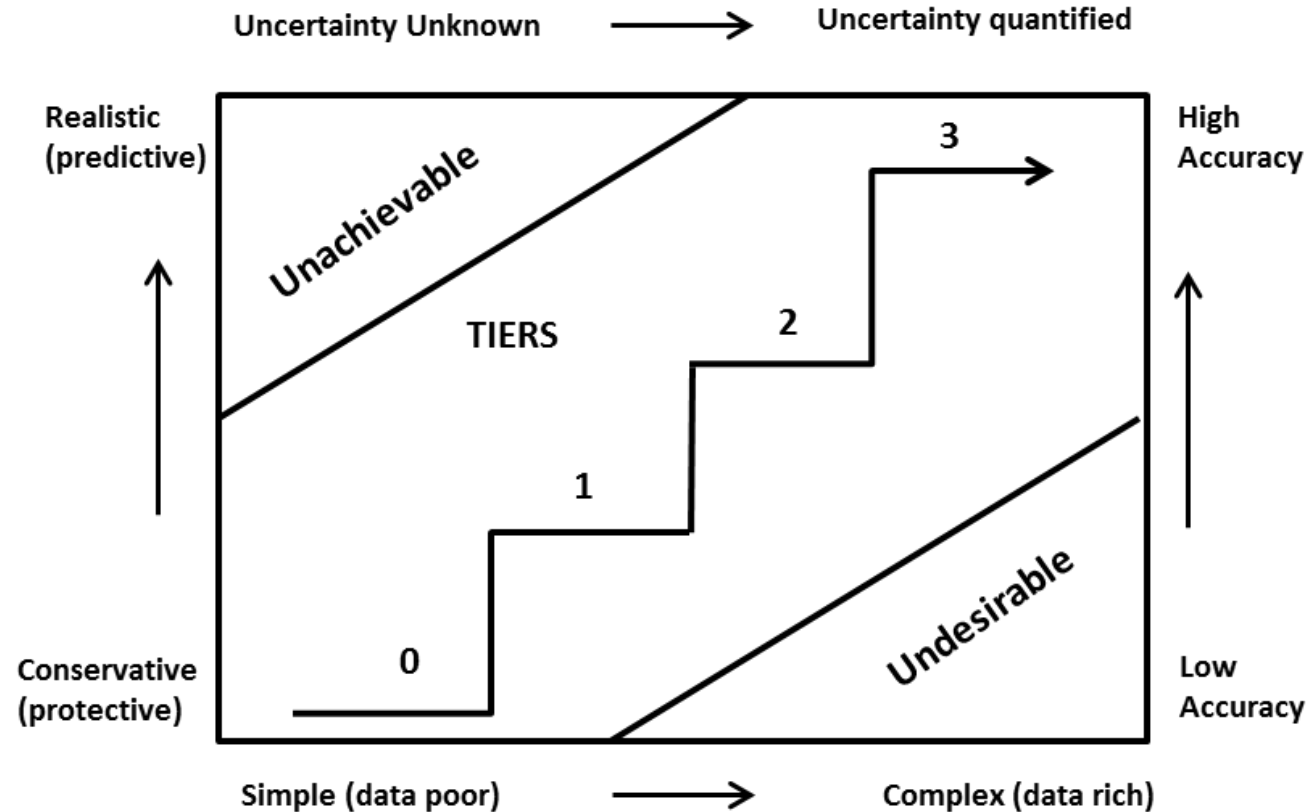 Uncertainty Unknown
Uncertainty quantified
Realistic
(predictive)
High
Accuracy
3
Unachievable
TIERS
2
1
Undesirable
0
Conservative
(protective)
Low
Accuracy
Simple (data poor)
Complex (data rich)